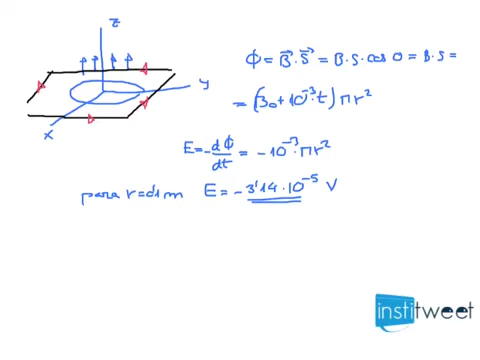 z
y
x
Φ = B⃗ · S⃗ = B · S · cos 0 = B · S =
= (B₀ + 10⁻³ · t) π r²
E = - dΦ/dt = - 10⁻³ · π r²
para r = 0'1 m E = - 3'14 · 10⁻⁵ V
institweet